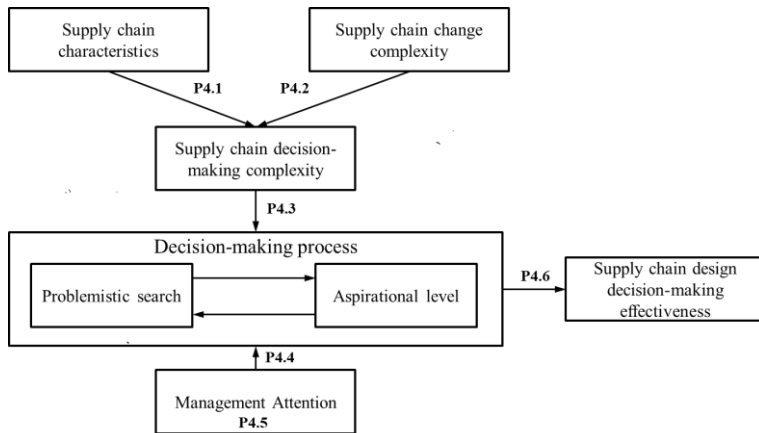 Supply chain
characteristics
Supply chain change
complexity
P4.1
P4.2
Supply chain decision-
making complexity
P4.3
Decision-making process
Problemistic search
Aspirational level
P4.6
Supply chain design
decision-making
effectiveness
P4.4
Management Attention
P4.5